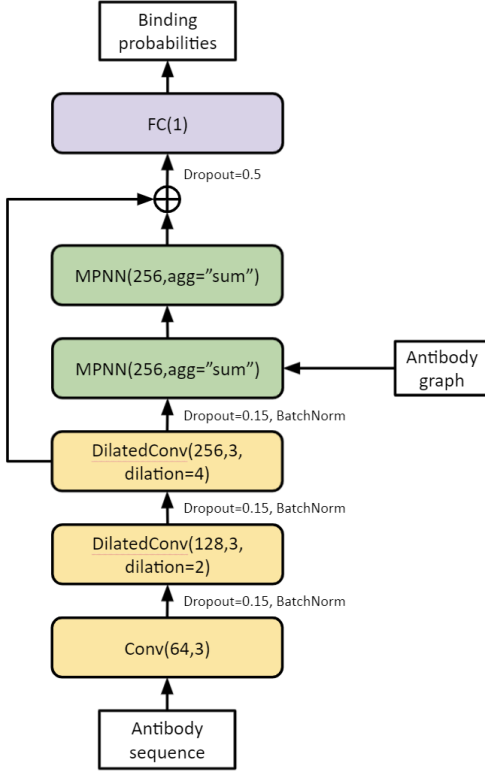 Binding
probabilities
FC(1)
Dropout=0.5
MPNN(256,agg=”sum”)
MPNN(256,agg=”sum”)
Antibody
graph
Dropout=0.15, BatchNorm
DilatedConv(256,3,
dilation=4)
Dropout=0.15, BatchNorm
DilatedConv(128,3,
dilation=2)
Dropout=0.15, BatchNorm
Conv(64,3)
Antibody
sequence